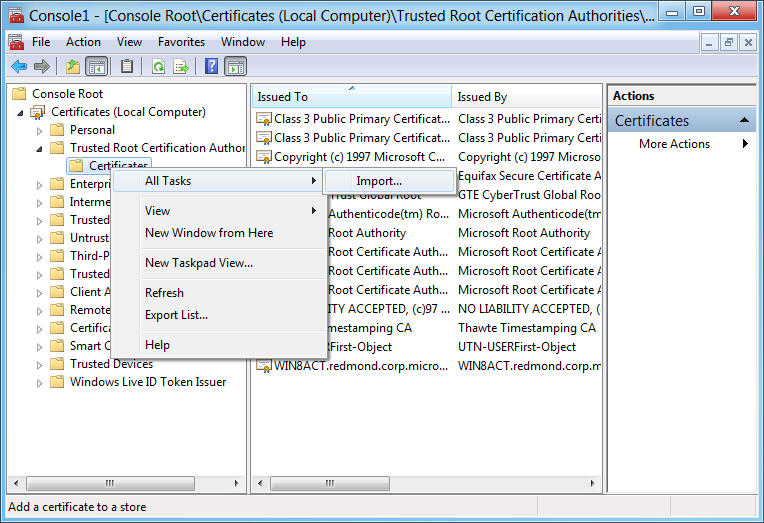 Console1 - [Console Root\Certificates (Local Computer)\Trusted Root Certification Authorities\...
File Action View Favorites Window Help
Console Root
Certificates (Local Computer)
Personal
Trusted Root Certification Author
Certificates
Enterpri
Interme
Trusted
Untrust
Third-P
Trusted
Client A
Remote
Certifica
Smart C
Trusted Devices
Windows Live ID Token Issuer
All Tasks
View
New Window from Here
New Taskpad View...
Refresh
Export List...
Help
Import...
Issued To Issued By
Class 3 Public Primary Certificat... Class 3 Public Primary Certi
Class 3 Public Primary Certificat... Class 3 Public Primary Certi
Copyright (c) 1997 Microsoft C... Copyright (c) 1997 Microso
Equifax Secure Certificate A
Trust Global Root GTE CyberTrust Global Root
Authenticode(tm) Ro... Microsoft Authenticode(tm)
Root Authority Microsoft Root Authority
Root Certificate Auth... Microsoft Root Certificate A
Root Certificate Auth... Microsoft Root Certificate A
Root Certificate Auth... Microsoft Root Certificate A
ILITY ACCEPTED, (c)97 ... NO LIABILITY ACCEPTED, (c
Timestamping CA Thawte Timestamping CA
RFirst-Object UTN-USERFirst-Object
WIN8ACT.redmond.corp.micro... WIN8ACT.redmond.corp.m
Actions
Certificates
More Actions
Add a certificate to a store